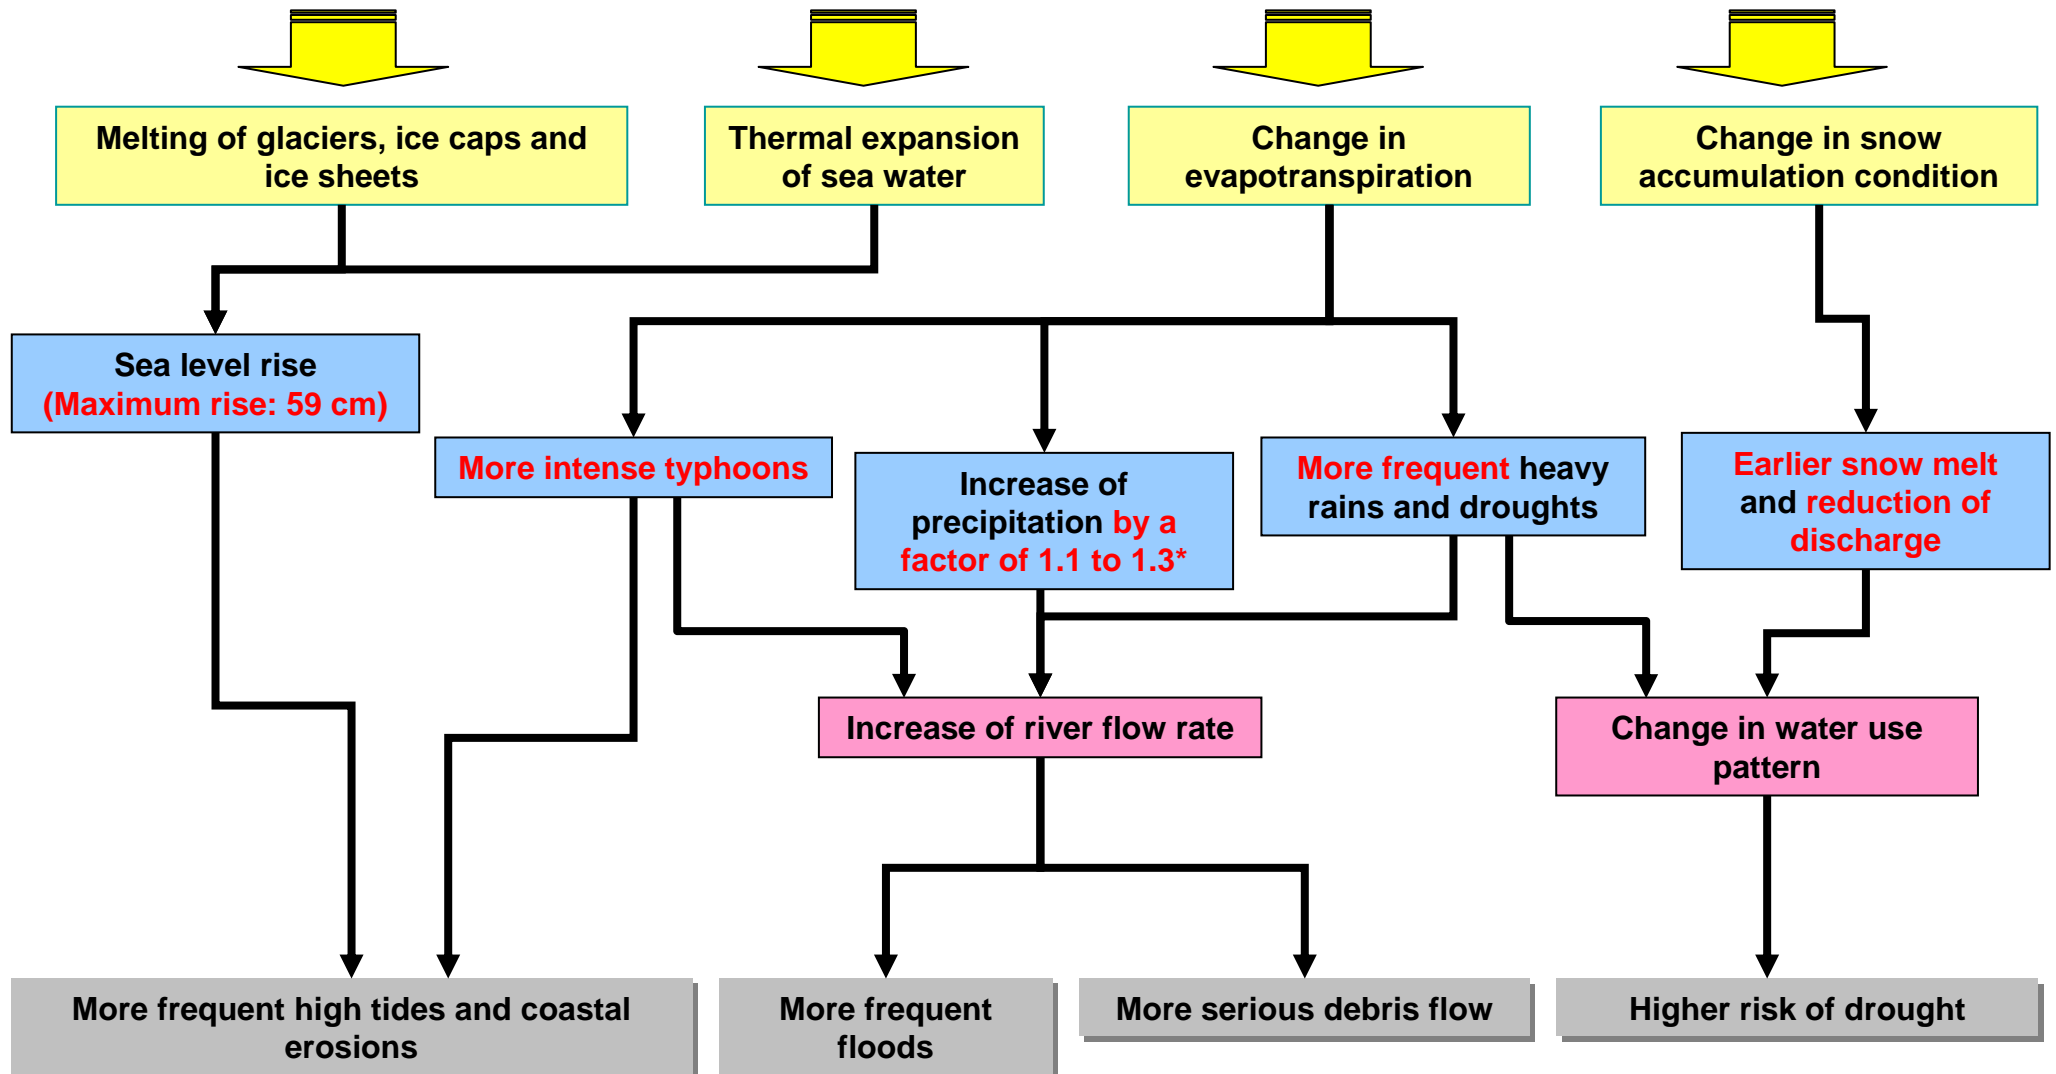 Melting of glaciers, ice caps and
ice sheets
Thermal expansion
of sea water
Change in
evapotranspiration
Change in snow
accumulation condition
Sea level rise
(Maximum rise: 59 cm)
More intense typhoons
Increase of
precipitation by a
factor of 1.1 to 1.3*
More frequent heavy
rains and droughts
Earlier snow melt
and reduction of
discharge
Increase of river flow rate
Change in water use
pattern
More frequent high tides and coastal
erosions
More frequent
floods
More serious debris flow
Higher risk of drought